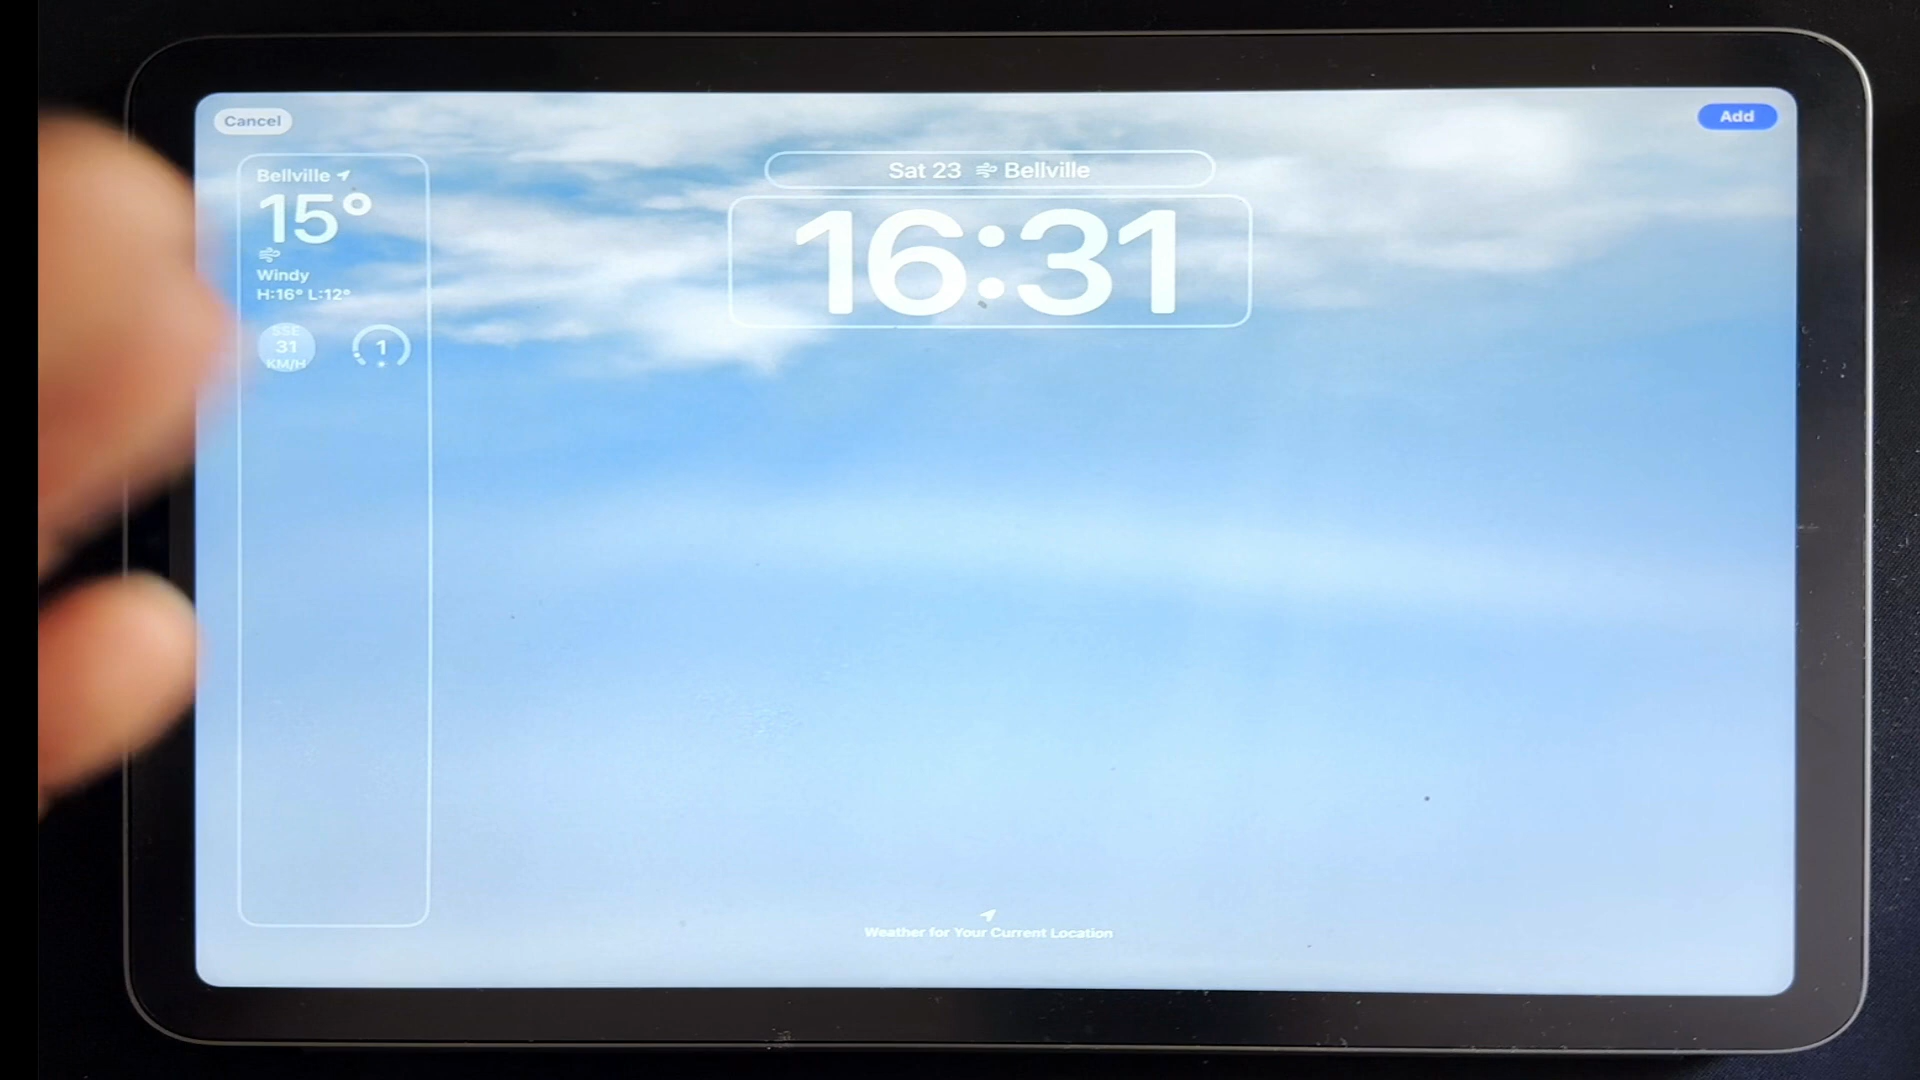 Cancel
Add
Bellville
15°
Windy
H:16° L:12°
SSE
31
KM/H
1
Sat 23 Bellville
16:31
Weather for Your Current Location